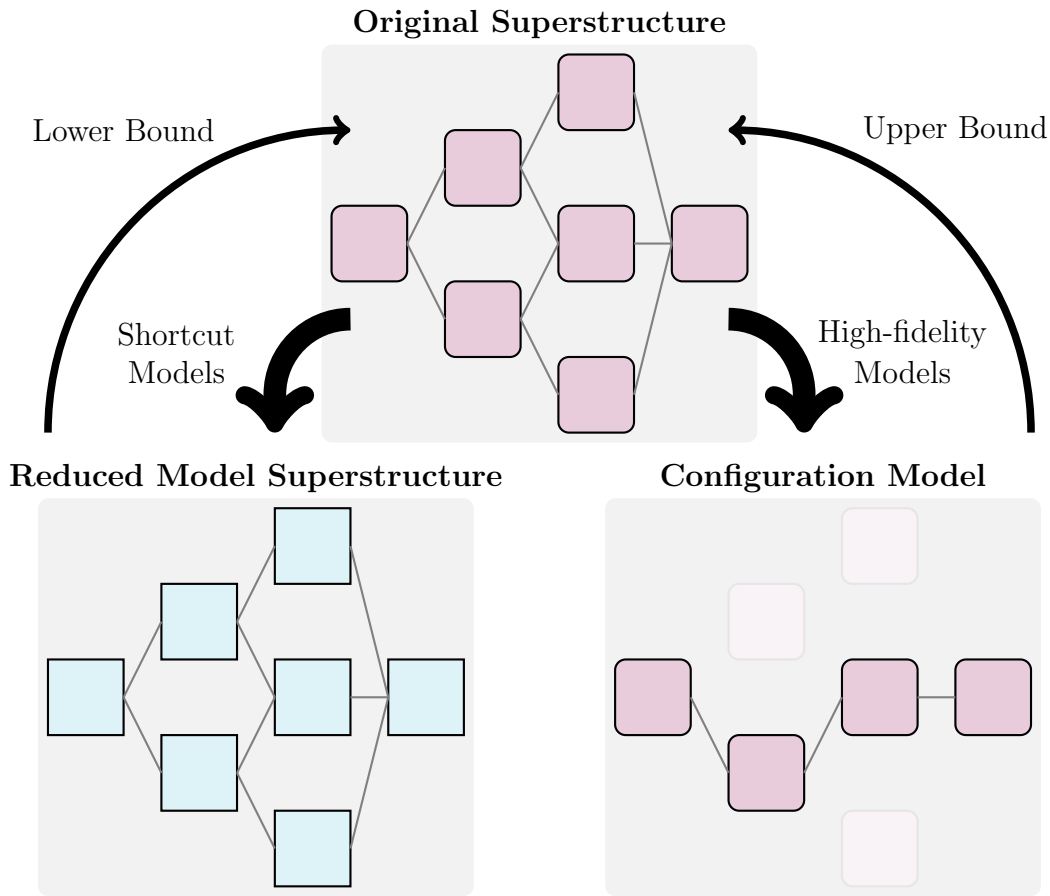 Original Superstructure
Lower Bound
Upper Bound
Shortcut
Models
High-fidelity
Models
Reduced Model Superstructure
Configuration Model